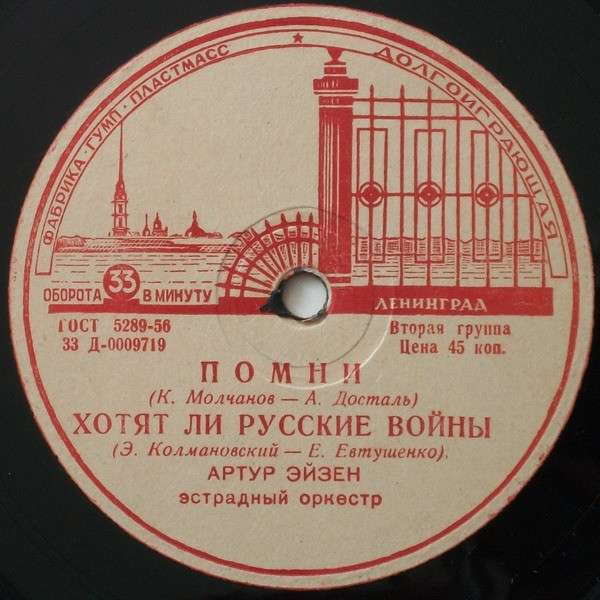 ФАБРИКА · ГУМП · ПЛАСТМАСС ★ ДОЛГОИГРАЮЩАЯ
ОБОРОТА 33 В МИНУТУ
ЛЕНИНГРАД
ГОСТ 5289-56
33 Д-0009719
Вторая группа
Цена 45 коп.
ПОМНИ
(К. Молчанов — А. Досталь)
ХОТЯТ ЛИ РУССКИЕ ВОЙНЫ
(Э. Колмановский — Е. Евтушенко).
АРТУР ЭЙЗЕН
эстрадный оркестр